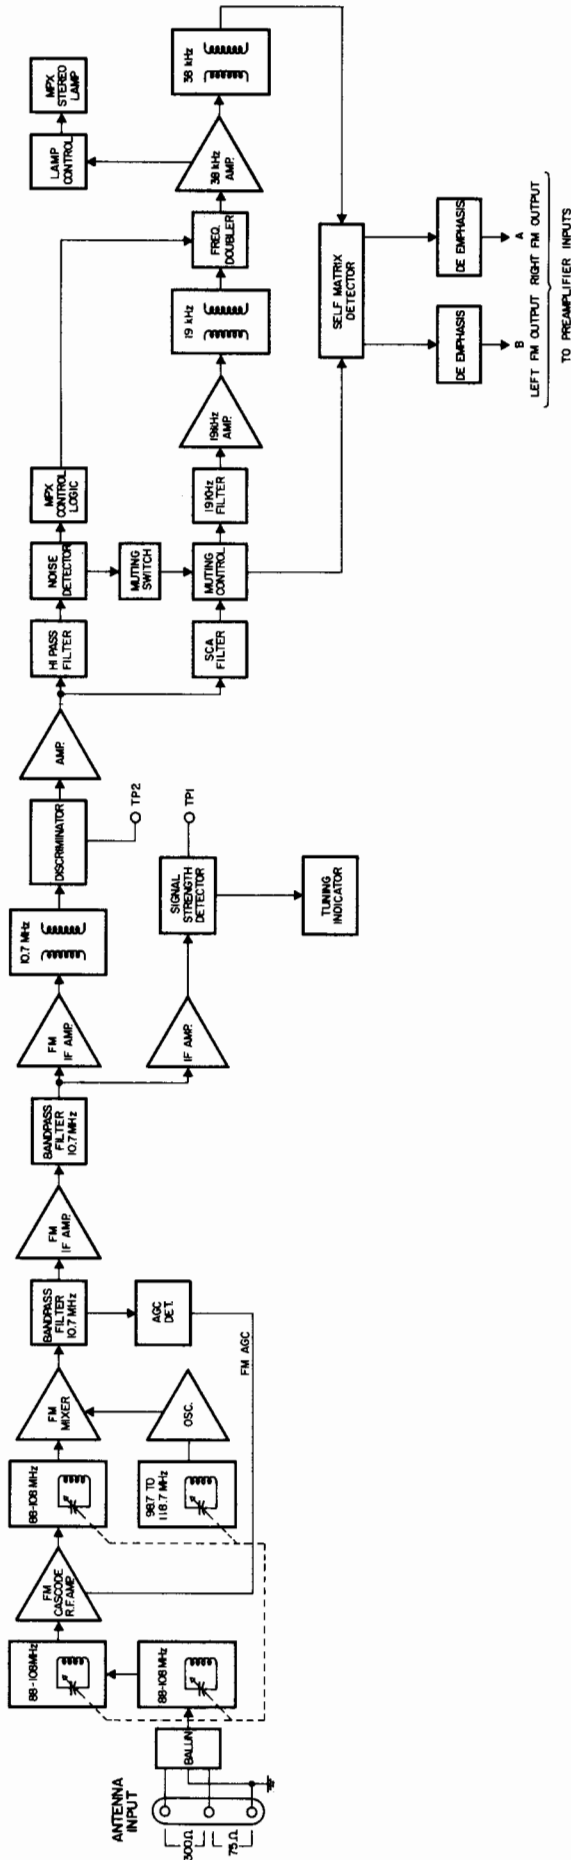 ANTENNA
INPUT
300Ω
75Ω
BALUN
88-108MHz
88-108MHz
FM
CASCODE
R.F. AMP.
88-108 MHz
98.7 TO
118.7 MHz
FM
MIXER
OSC.
BANDPASS
FILTER
10.7 MHz
AGC
DET.
FM AGC
FM
IF AMP.
BANDPASS
FILTER
10.7 MHz
FM
IF AMP.
IF AMP.
10.7 MHz
DISCRIMINATOR
TP2
SIGNAL
STRENGTH
DETECTOR
TP1
TUNING
INDICATOR
AMP.
HI PASS
FILTER
SCA
FILTER
NOISE
DETECTOR
MUTING
SWITCH
MUTING
CONTROL
MPX
CONTROL
LOGIC
19KHz
FILTER
19KHz
AMP.
19 kHz
FREQ.
DOUBLER
38 kHz
AMP.
LAMP
CONTROL
MPX
STEREO
LAMP
38 kHz
SELF MATRIX
DETECTOR
DE EMPHASIS
DE EMPHASIS
B
A
LEFT FM OUTPUT
RIGHT FM OUTPUT
TO PREAMPLIFIER INPUTS